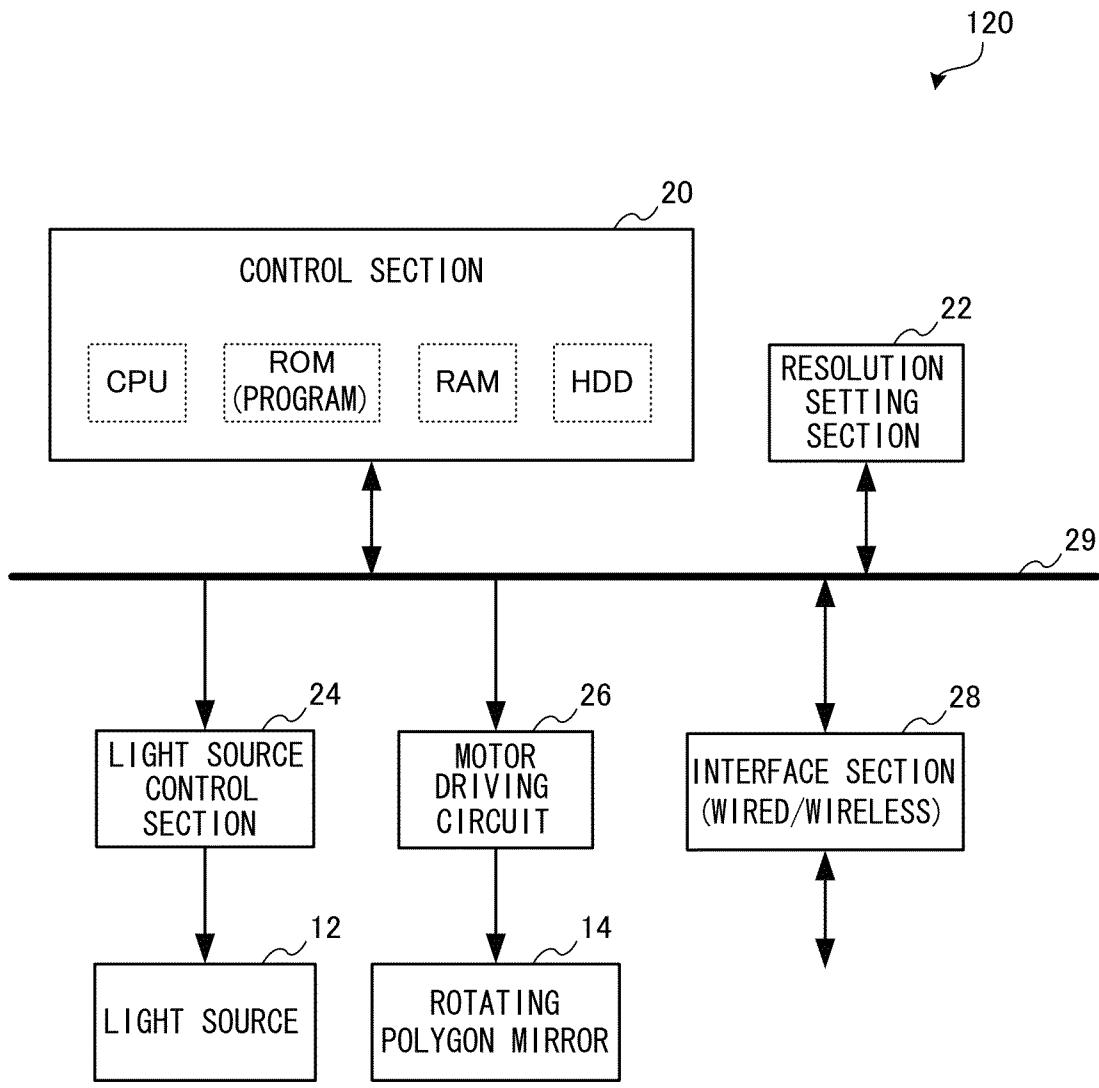 120
20
CONTROL SECTION
CPU
ROM
(PROGRAM)
RAM
HDD
22
RESOLUTION
SETTING
SECTION
29
24
LIGHT SOURCE
CONTROL
SECTION
26
MOTOR
DRIVING
CIRCUIT
28
INTERFACE SECTION
(WIRED/WIRELESS)
12
LIGHT SOURCE
14
ROTATING
POLYGON MIRROR